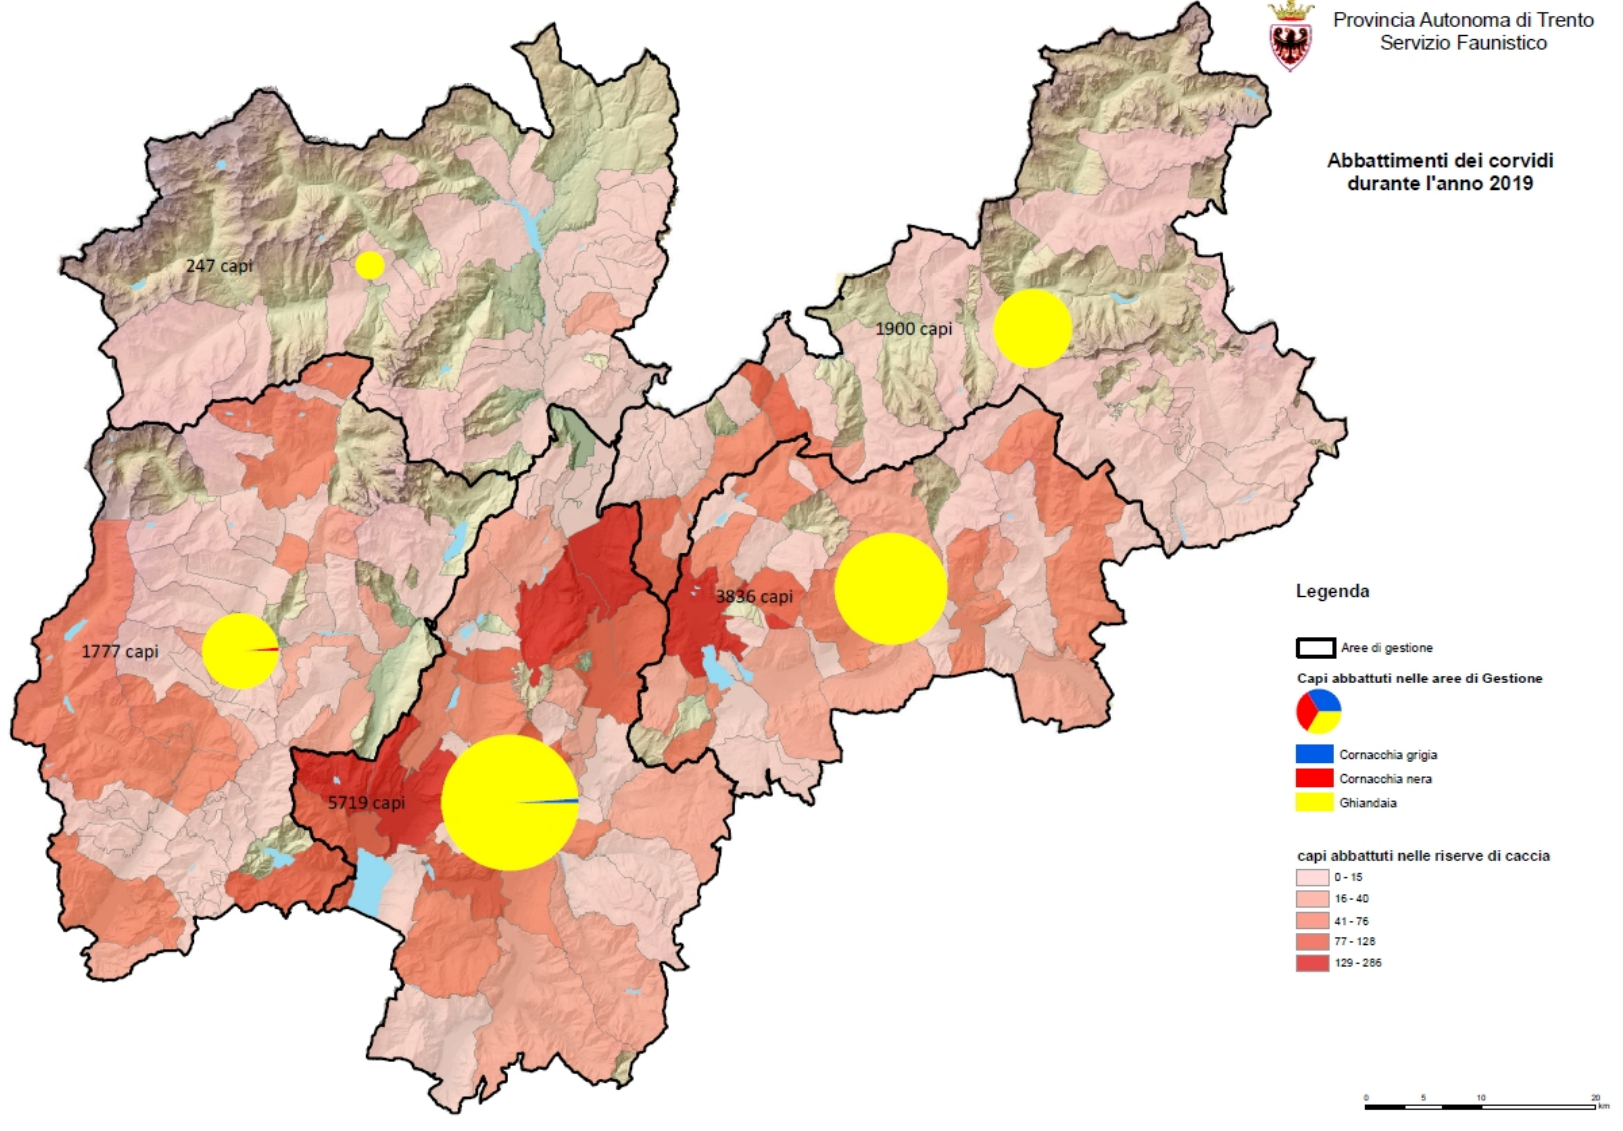 Provincia Autonoma di Trento
Servizio Faunistico
Abbattimenti dei corvidi
durante l'anno 2019
247 capi
1900 capi
3836 capi
1777 capi
5719 capi
Legenda
Aree di gestione
Capi abbattuti nelle aree di Gestione
Cornacchia grigia
Cornacchia nera
Ghiandaia
capi abbattuti nelle riserve di caccia
0 - 15
16 - 40
41 - 76
77 - 128
129 - 286
0 5 10 20
km